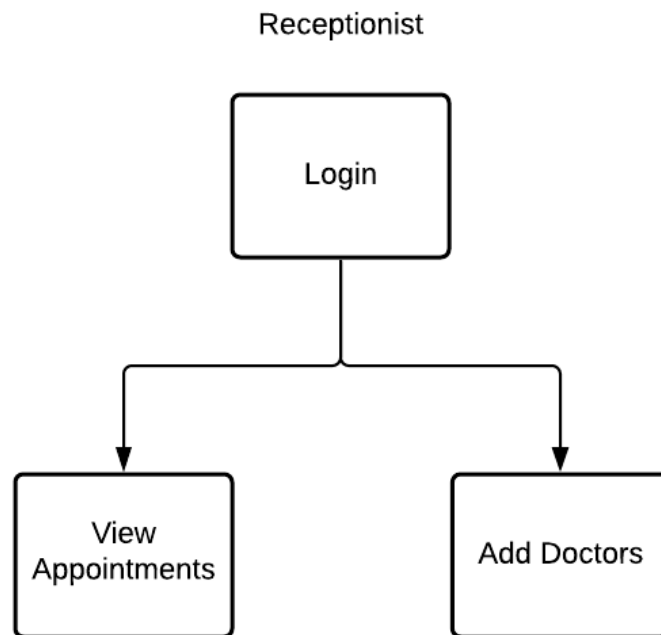 Receptionist
Login
View
Appointments
Add Doctors